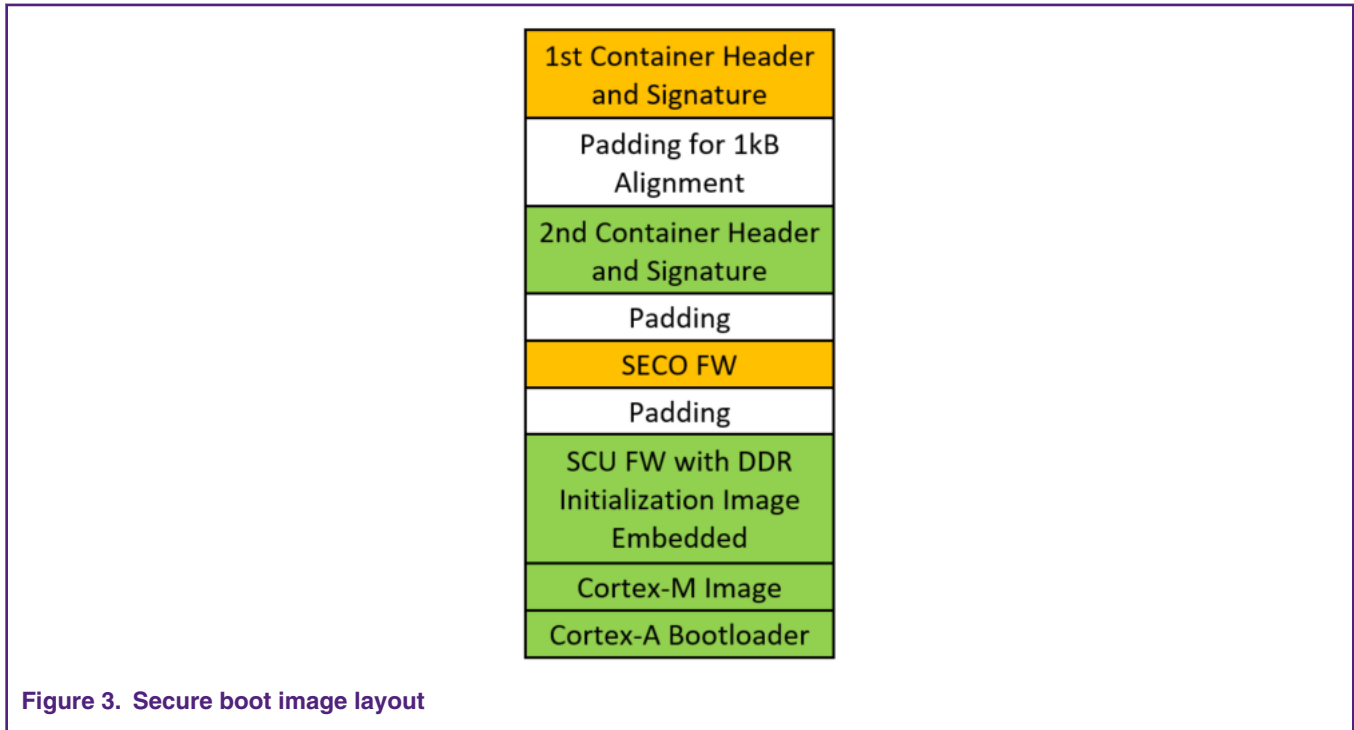 1st Container Header
and Signature
Padding for 1kB
Alignment
2nd Container Header
and Signature
Padding
SECO FW
Padding
SCU FW with DDR
Initialization Image
Embedded
Cortex-M Image
Cortex-A Bootloader
Figure 3. Secure boot image layout